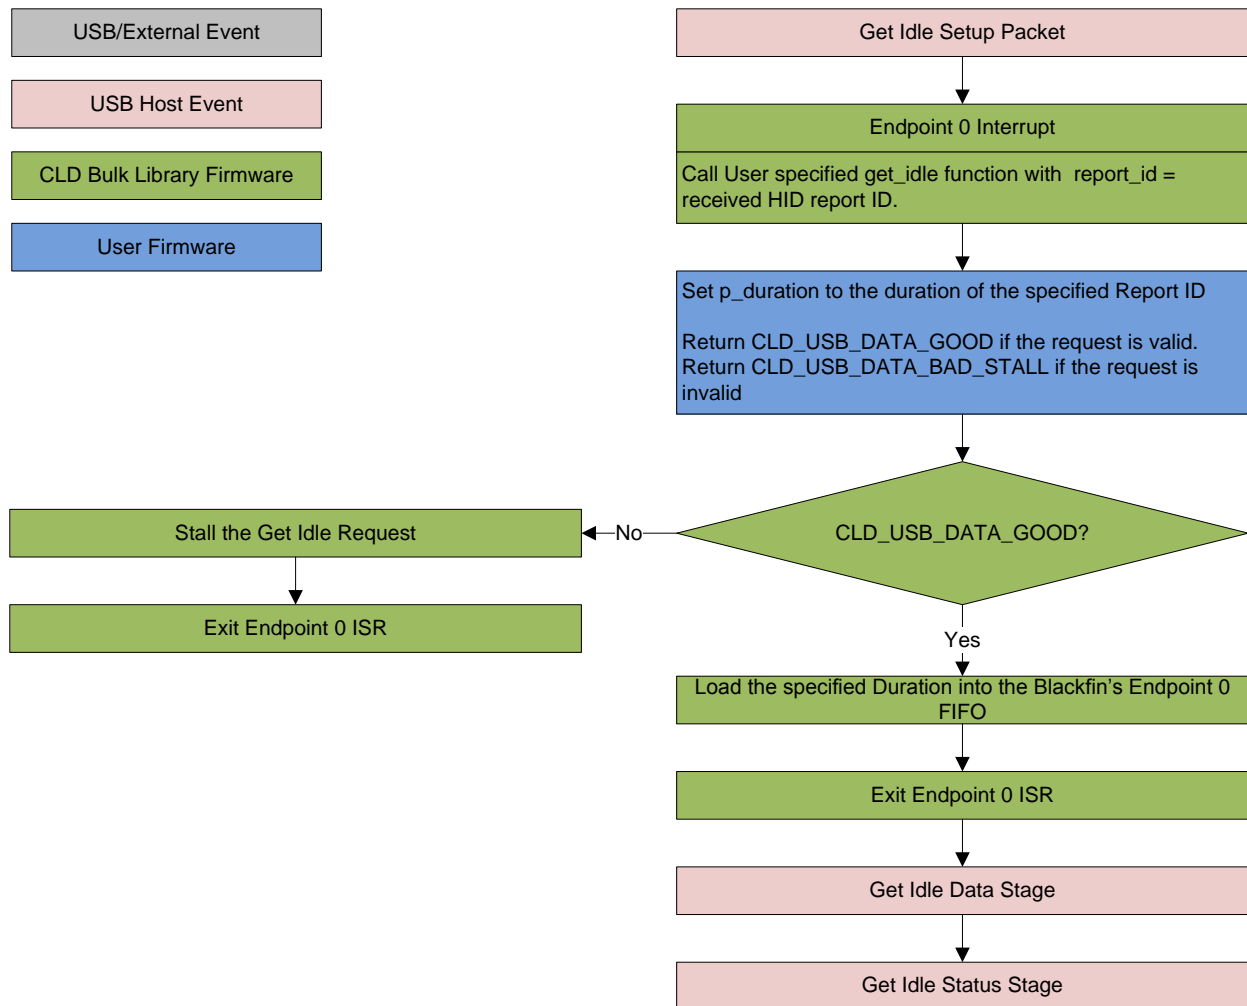 USB/External Event
USB Host Event
CLD Bulk Library Firmware
User Firmware
Get Idle Setup Packet
Endpoint 0 Interrupt
Call User specified get_idle function with  report_id =
received HID report ID.
Set p_duration to the duration of the specified Report ID
Return CLD_USB_DATA_GOOD if the request is valid.
Return CLD_USB_DATA_BAD_STALL if the request is
invalid
CLD_USB_DATA_GOOD?
No
Stall the Get Idle Request
Exit Endpoint 0 ISR
Yes
Load the specified Duration into the Blackfin's Endpoint 0
FIFO
Exit Endpoint 0 ISR
Get Idle Data Stage
Get Idle Status Stage